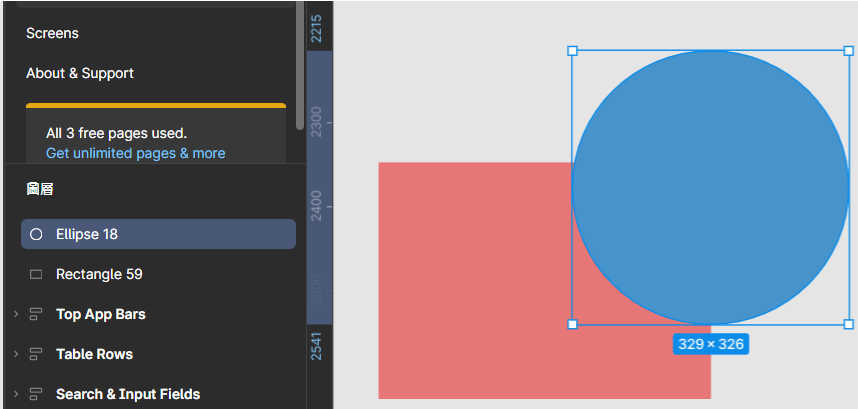 Screens
About & Support
All 3 free pages used.
Get unlimited pages & more
圖層
Ellipse 18
Rectangle 59
Top App Bars
Table Rows
Search & Input Fields
2215
2300
2400
2500
2541
329 × 326